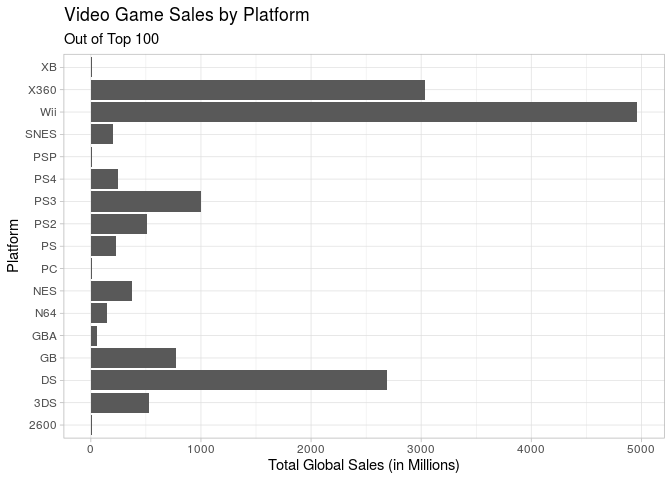 Video Game Sales by Platform
Out of Top 100
XB
X360
Wii
SNES
PSP
PS4
PS3
PS2
PS
PC
NES
N64
GBA
GB
DS
3DS
2600
Platform
0 1000 2000 3000 4000 5000
Total Global Sales (in Millions)